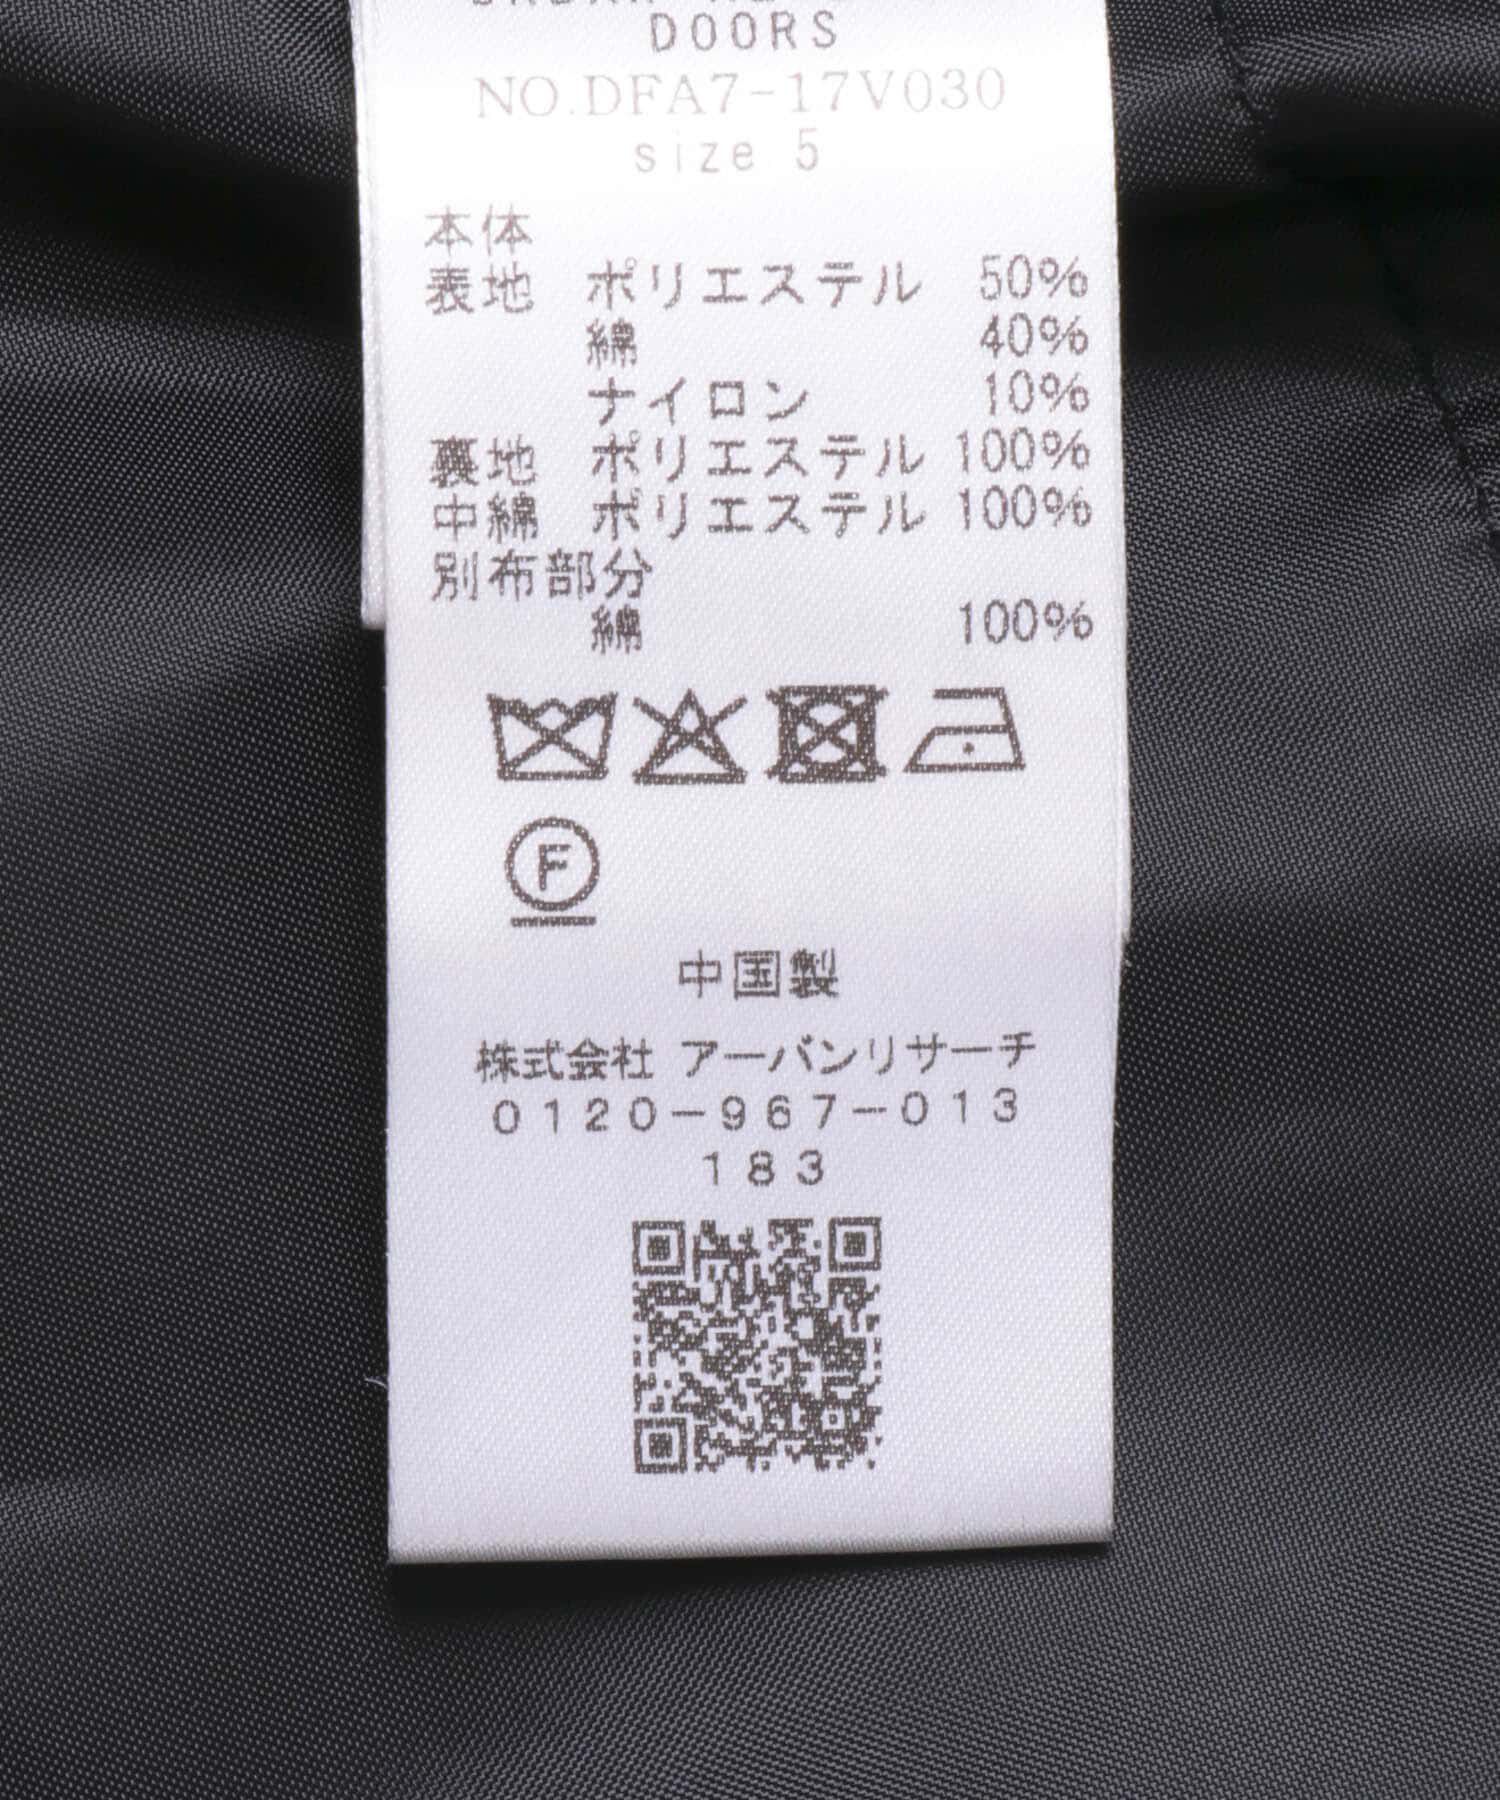 DOORS
NO.DFA7-17V030
size 5
本体
表地 ポリエステル 50%
綿 40%
ナイロン 10%
裏地 ポリエステル 100%
中綿 ポリエステル 100%
別布部分
綿 100%
F
中国製
株式会社 アーバンリサーチ
0120-967-013
183